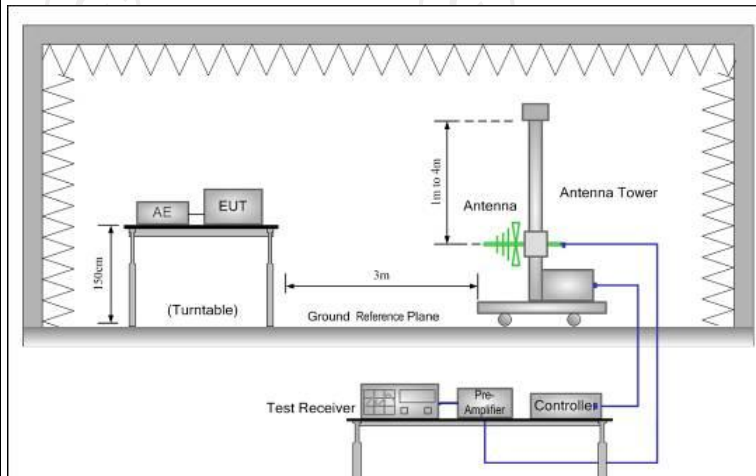 1m to 4m
Antenna
Antenna Tower
AE
EUT
150cm
3m
(Turntable)
Ground Reference Plane
Test Receiver
Pre-
Amplifier
Controller